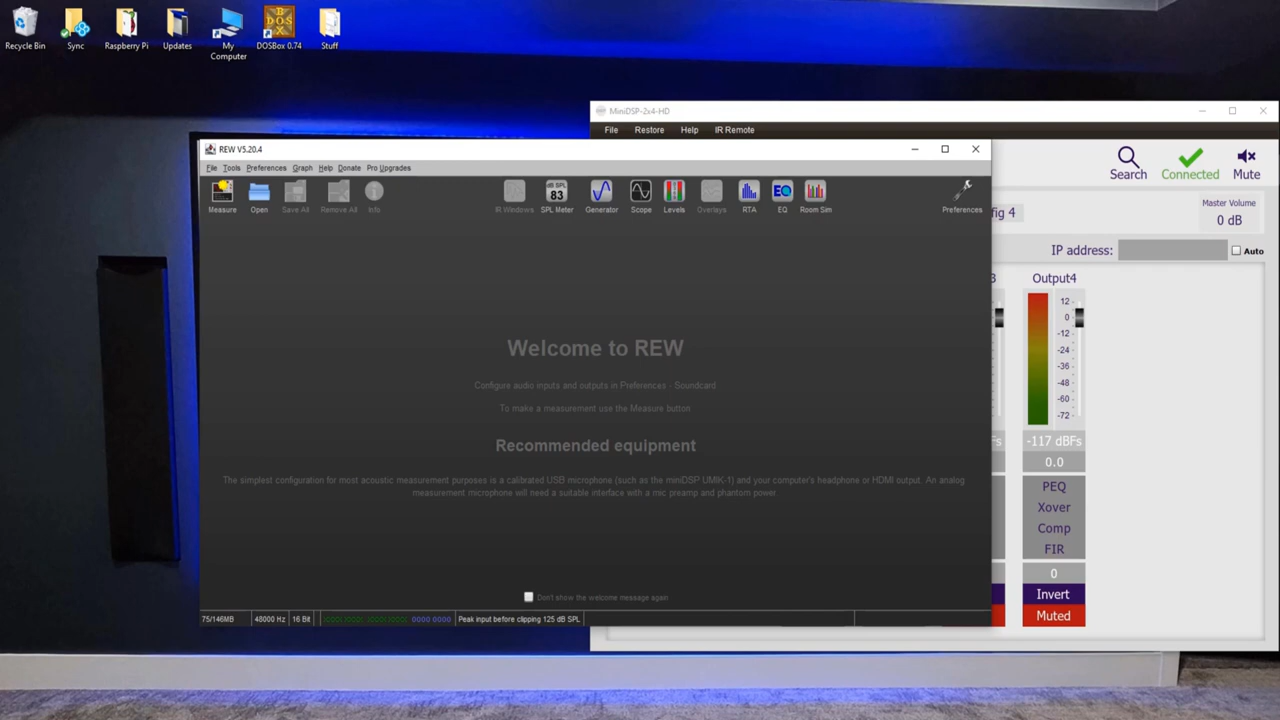 Recycle Bin
Sync
Raspberry Pi
Updates
My
Computer
DOSBox 0.74
Stuff
MiniDSP-2x4-HD
File Restore Help IR Remote
REW V5.20.4
File Tools Preferences Graph Help Donate Pro Upgrades
dB SPL
83
EQ
Measure Open Save All Remove All Info IR Windows SPL Meter Generator Scope Levels Overlays RTA EQ Room Sim Preferences
Search Connected Mute
fig 4
Master Volume
0 dB
IP address: Auto
Output4
12
0
-12
-24
-36
-48
-60
-72
-117 dBFs
0.0
PEQ
Xover
Comp
FIR
0
Invert
Muted
Welcome to REW
Configure audio inputs and outputs in Preferences - Soundcard
To make a measurement use the Measure button
Recommended equipment
The simplest configuration for most acoustic measurement purposes is a calibrated USB microphone (such as the miniDSP UMIK-1) and your computer's headphone or HDMI output. An analog
measurement microphone will need a suitable interface with a mic preamp and phantom power.
Don't show the welcome message again
75/146MB 48000 Hz 16 Bit 0000 0000 Peak input before clipping 125 dB SPL